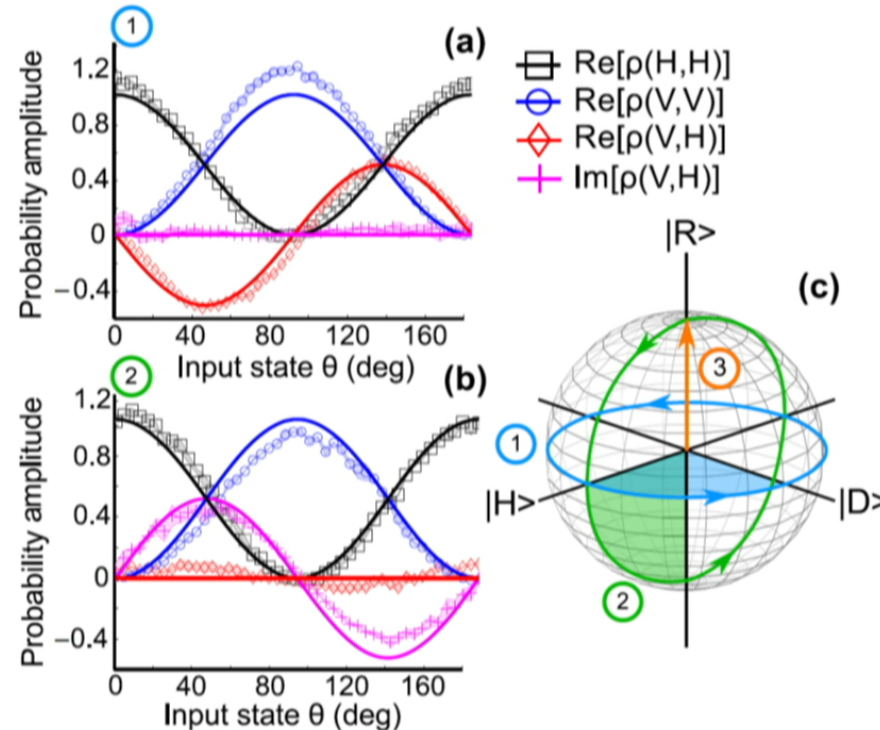 1
(a)
Probability amplitude
1.2
0.8
0.4
0
−0.4
0 40 80 120 160
Input state θ (deg)
Re[ρ(H,H)]
Re[ρ(V,V)]
Re[ρ(V,H)]
Im[ρ(V,H)]
2
(b)
Probability amplitude
1.2
0.8
0.4
0
−0.4
0 40 80 120 160
Input state θ (deg)
(c)
|R>
3
1
|H>
|D>
2